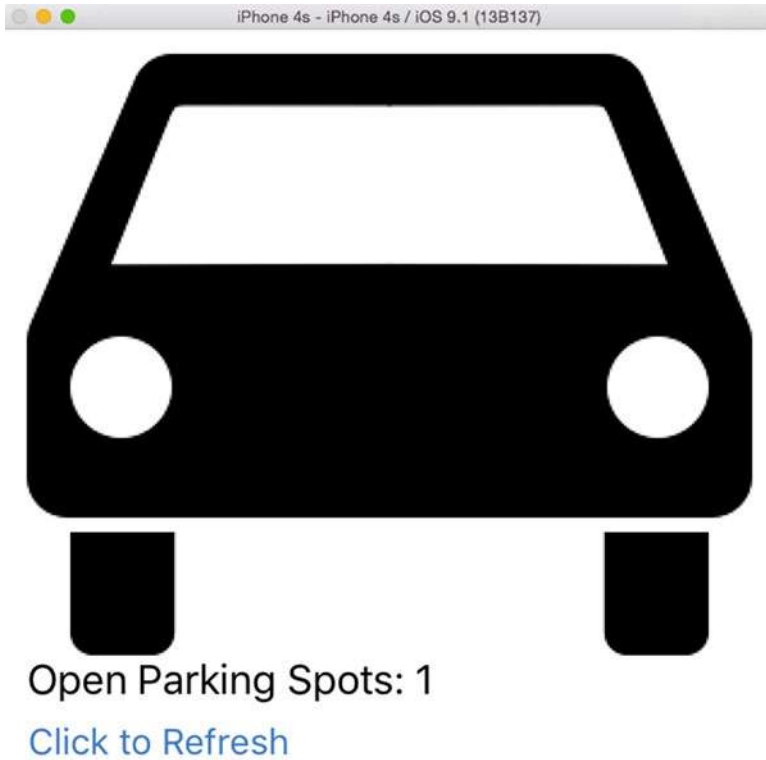 iPhone 4s - iPhone 4s / iOS 9.1 (13B137)
Open Parking Spots: 1
Click to Refresh